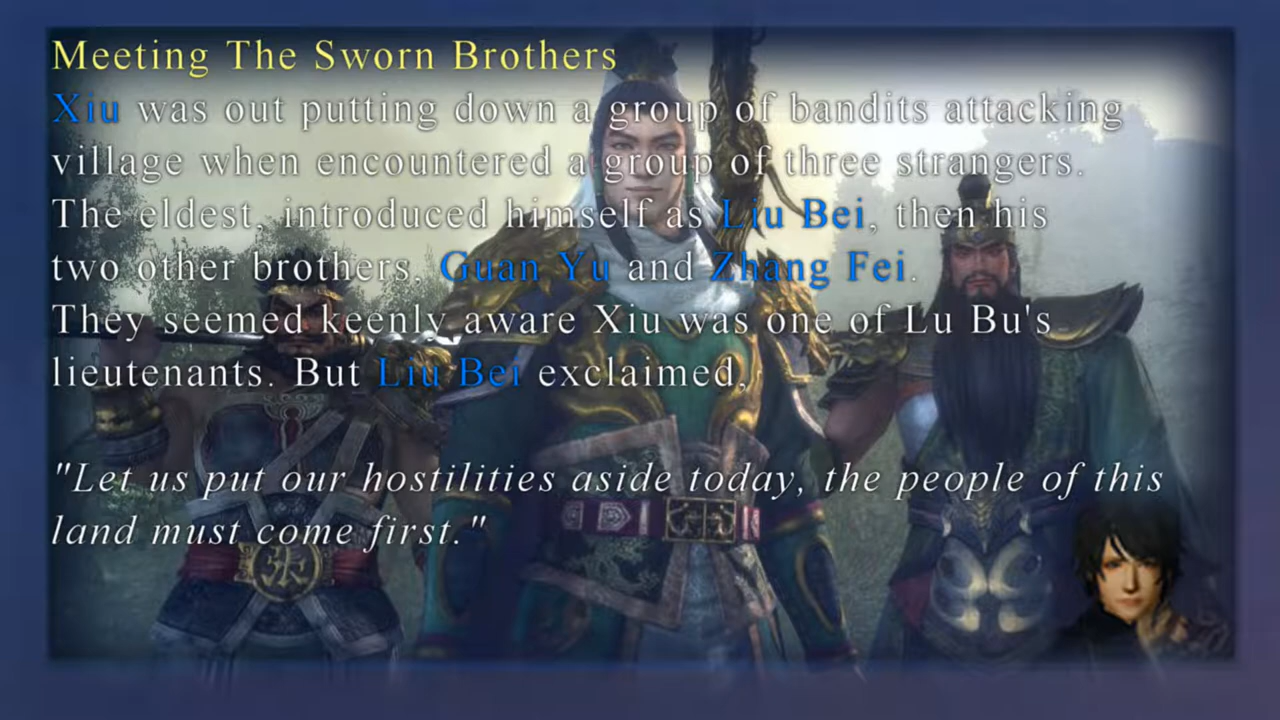 Meeting The Sworn Brothers
Xiu was out putting down a group of bandits attacking
village when encountered a group of three strangers.
The eldest, introduced himself as Liu Bei, then his
two other brothers, Guan Yu and Zhang Fei.
They seemed keenly aware Xiu was one of Lu Bu's
lieutenants. But Liu Bei exclaimed,
"Let us put our hostilities aside today, the people of this
land must come first."
張